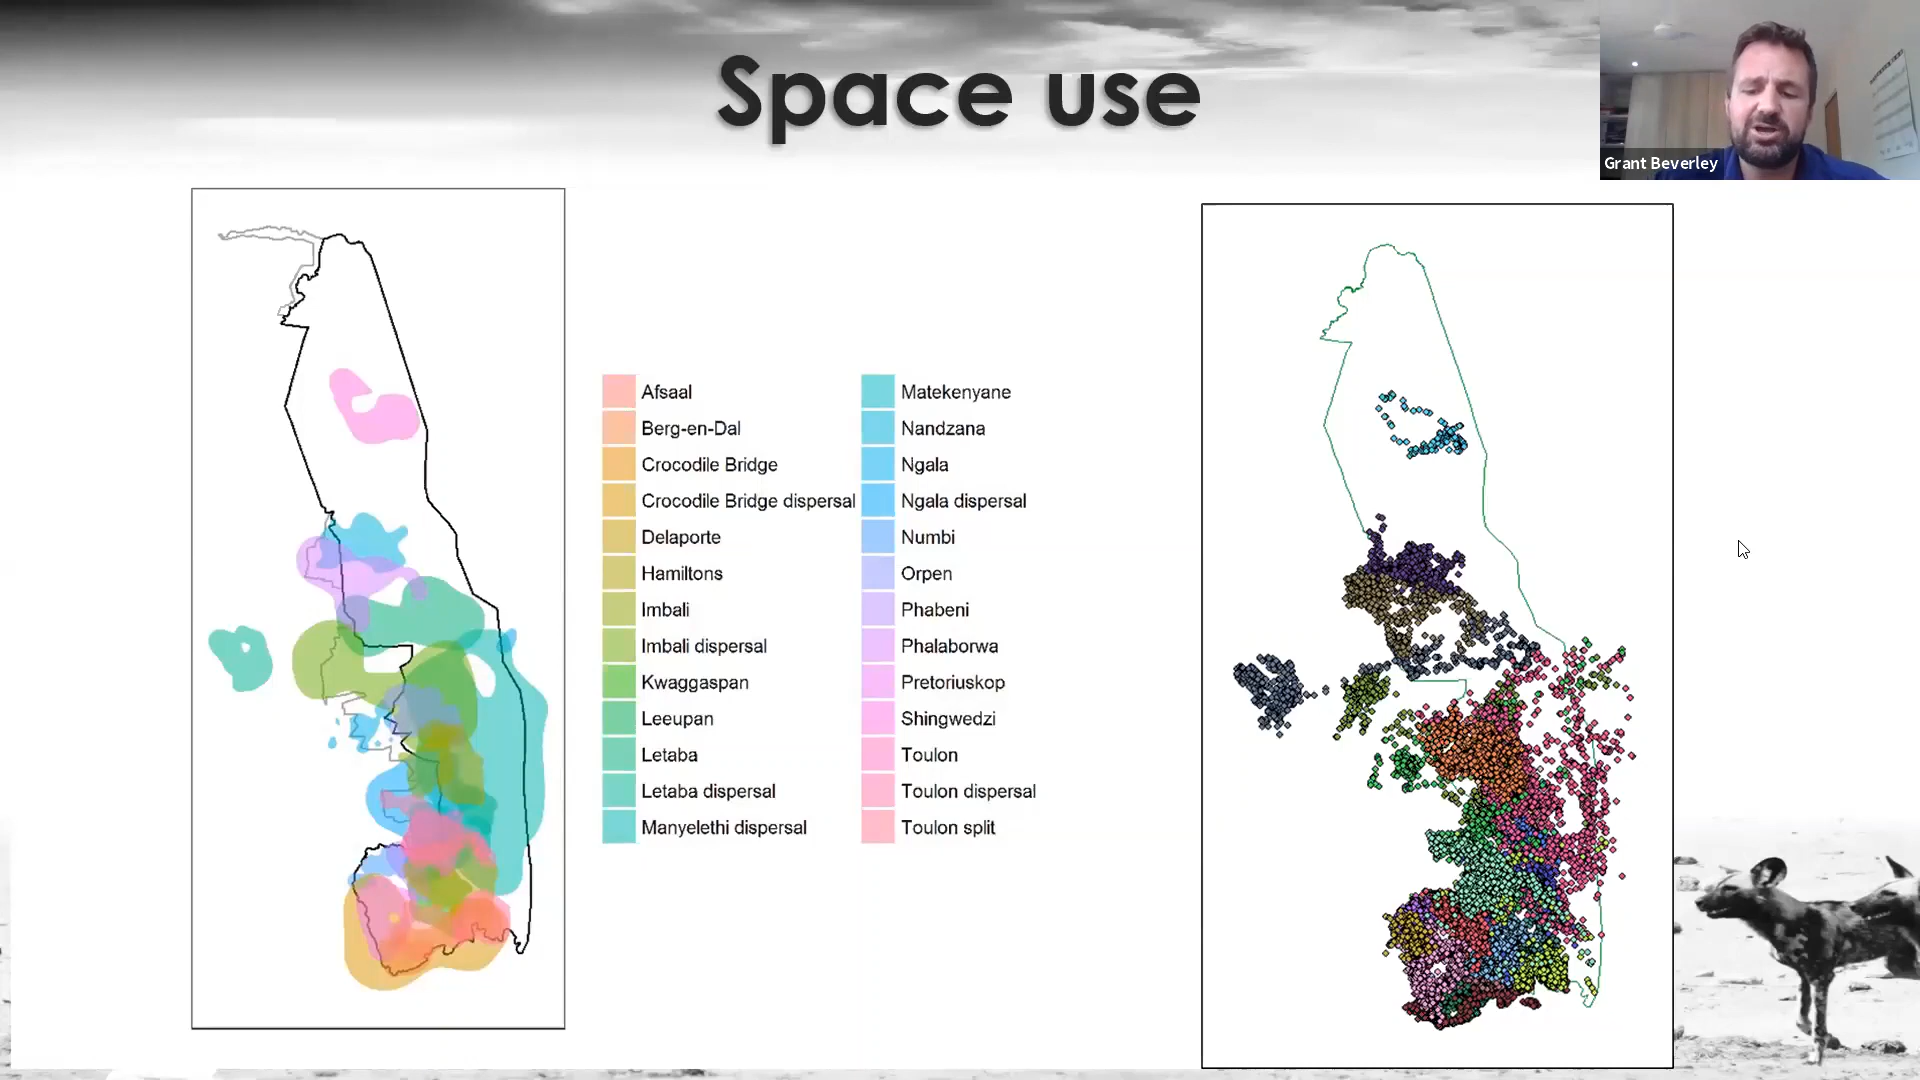 Space use
Grant Beverley
Afsaal
Berg-en-Dal
Crocodile Bridge
Crocodile Bridge dispersal
Delaporte
Hamiltons
Imbali
Imbali dispersal
Kwaggaspan
Leeupan
Letaba
Letaba dispersal
Manyelethi dispersal
Matekenyane
Nandzana
Ngala
Ngala dispersal
Numbi
Orpen
Phabeni
Phalaborwa
Pretoriuskop
Shingwedzi
Toulon
Toulon dispersal
Toulon split